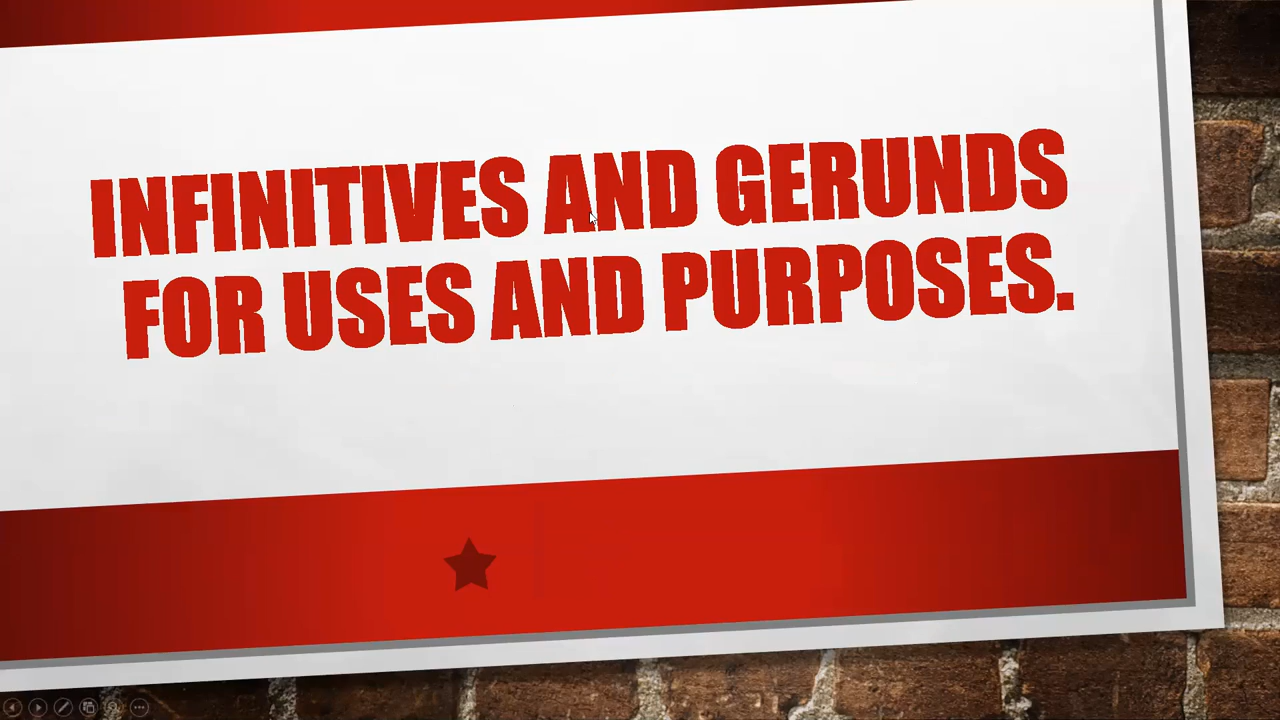 INFINITIVES AND GERUNDS
FOR USES AND PURPOSES.